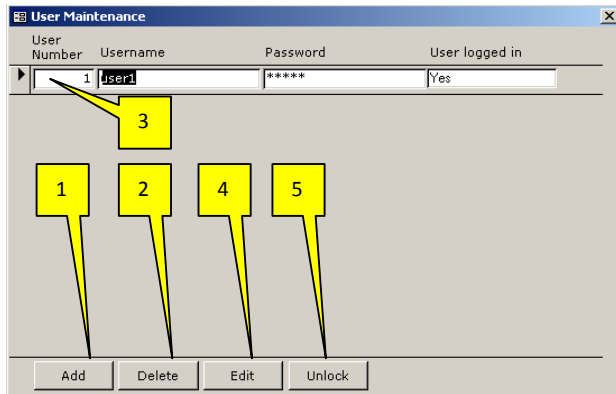 User Maintenance
User
Number Username Password User logged in
1 user1 ***** Yes
3
1 2 4 5
Add Delete Edit Unlock